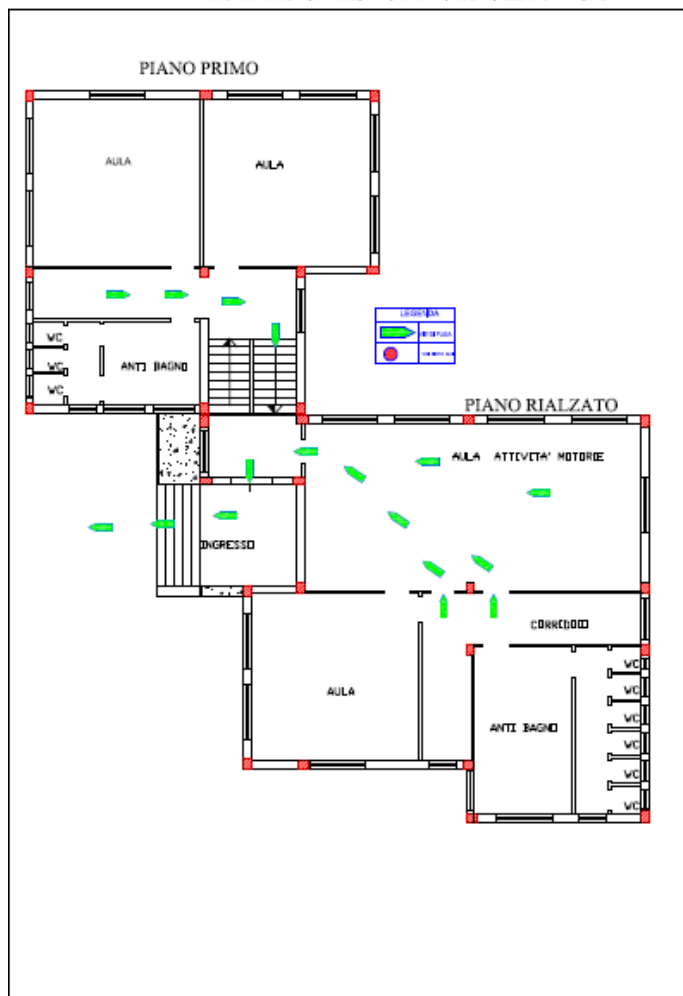 PIANO PRIMO
AULA
AULA
LEGENDA
WC
WC
ANTI BAGNO
WC
PIANO RIALZATO
AULA ATTIVITA' MOTORIE
INGRESSO
CORRIDOIO
WC
WC
AULA
WC
ANTI BAGNO
WC
WC
WC